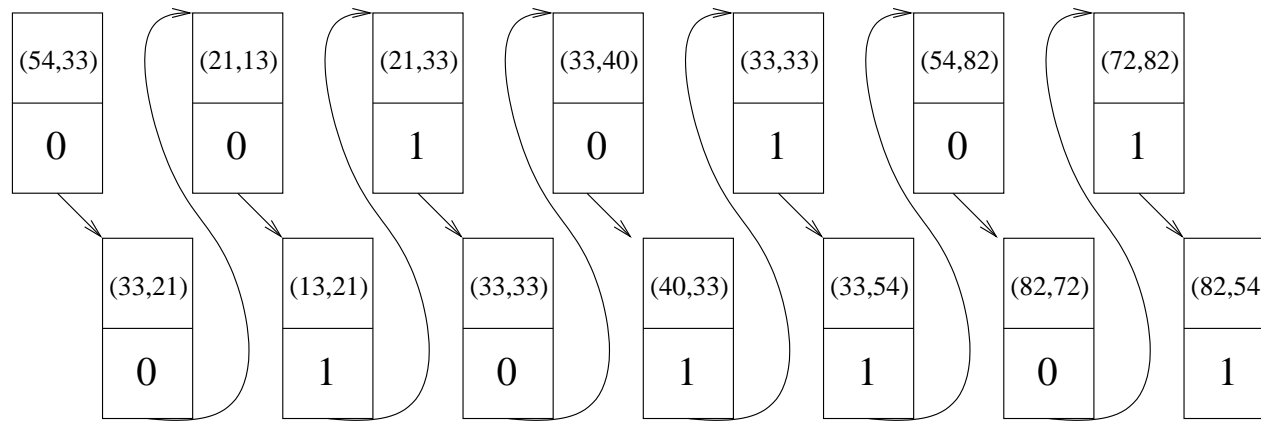 (54,33) (21,13) (21,33) (33,40) (33,33) (54,82) (72,82)
0 0 1 0 1 0 1
(33,21) (13,21) (33,33) (40,33) (33,54) (82,72) (82,54
0 1 0 1 1 0 1